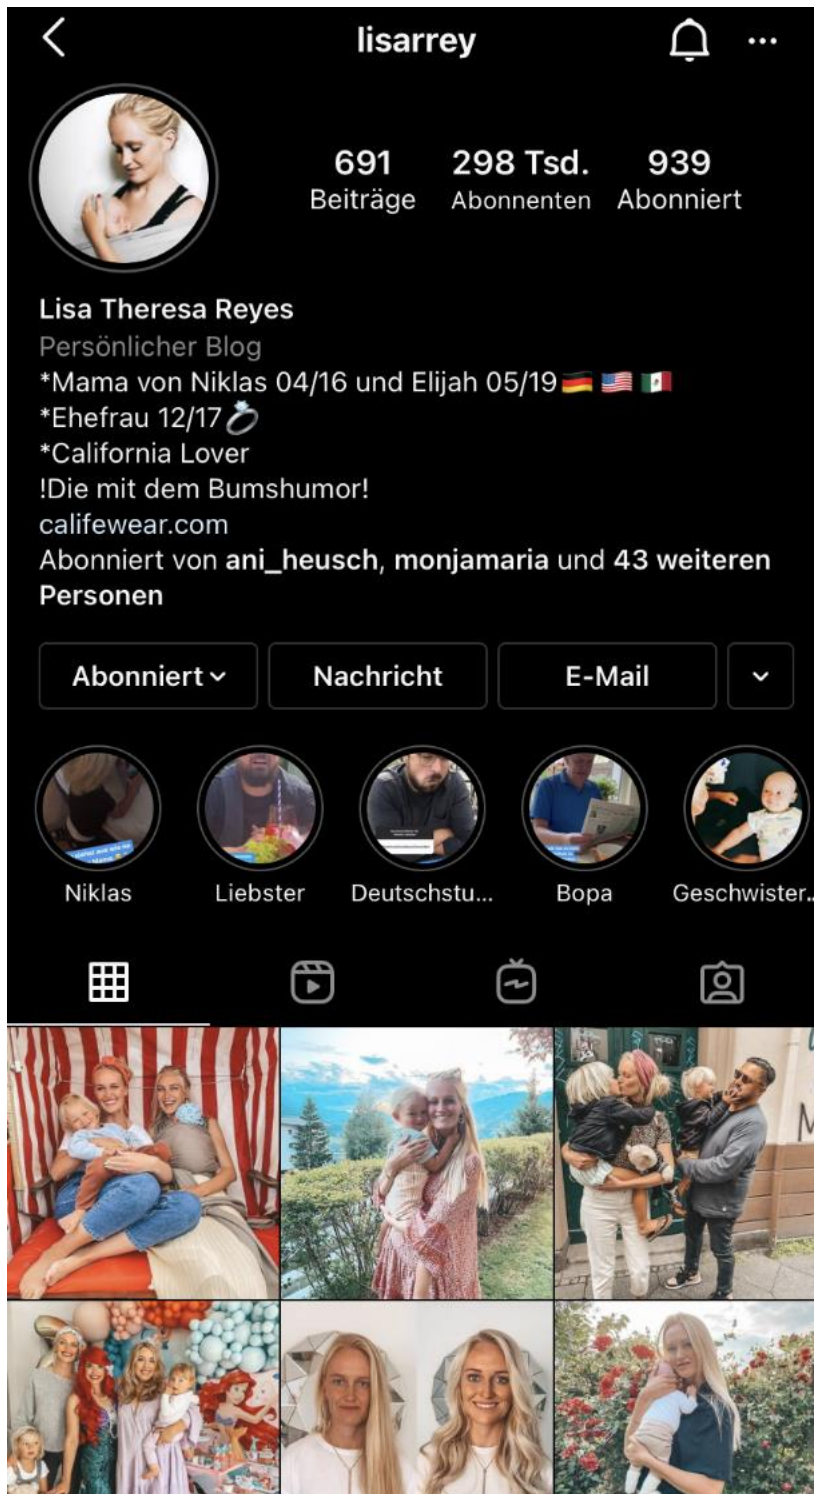 lisarrey
691 298 Tsd. 939
Beiträge Abonnenten Abonniert
Lisa Theresa Reyes
Persönlicher Blog
*Mama von Niklas 04/16 und Elijah 05/19🇩🇪 🇺🇸 🇲🇽
*Ehefrau 12/17💍
*California Lover
!Die mit dem Bumshumor!
califewear.com
Abonniert von ani_heusch, monjamaria und 43 weiteren
Personen
Abonniert Nachricht E-Mail
Niklas Liebster Deutschstu... Bopa Geschwister..